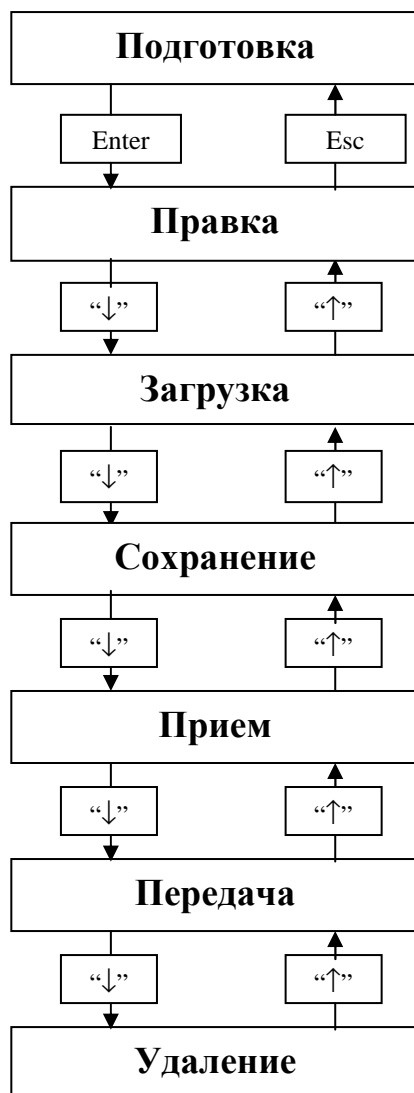 Подготовка
Enter Esc
Правка
“↓” “↑”
Загрузка
“↓” “↑”
Сохранение
“↓” “↑”
Прием
“↓” “↑”
Передача
“↓” “↑”
Удаление